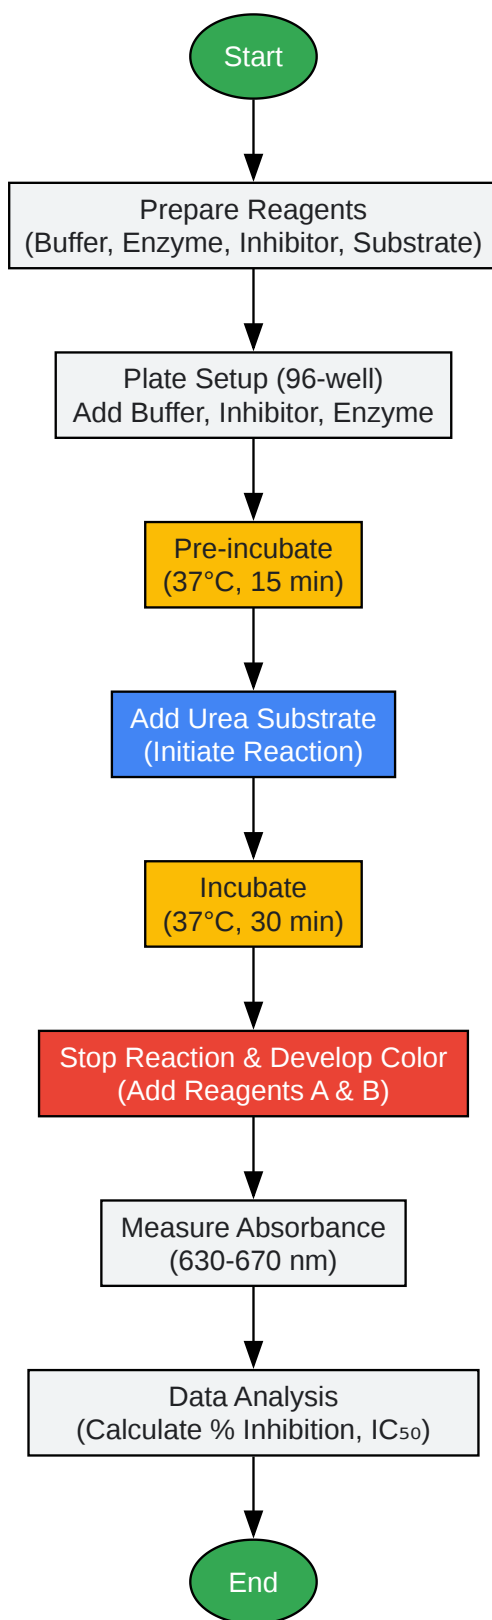 Start
Prepare Reagents
(Buffer, Enzyme, Inhibitor, Substrate)
Plate Setup (96-well)
Add Buffer, Inhibitor, Enzyme
Pre-incubate
(37°C, 15 min)
Add Urea Substrate
(Initiate Reaction)
Incubate
(37°C, 30 min)
Stop Reaction & Develop Color
(Add Reagents A & B)
Measure Absorbance
(630-670 nm)
Data Analysis
(Calculate % Inhibition, IC₅₀)
End